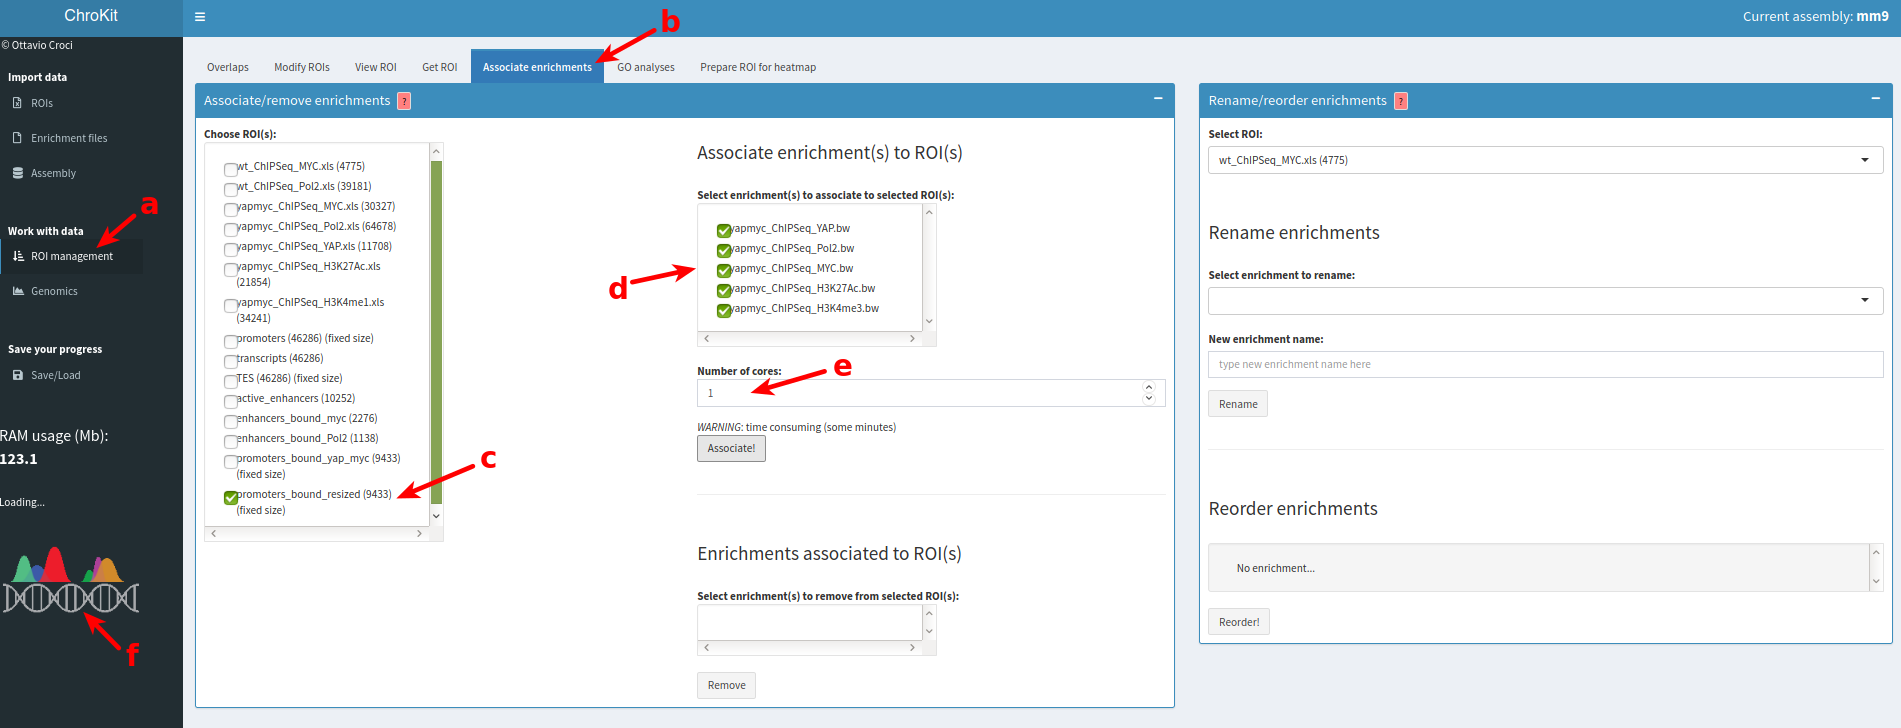 ChroKit
Current assembly: mm9
© Ottavio Croci
Import data
ROIs
Enrichment files
Assembly
a
Work with data
ROI management
Genomics
Save your progress
Save/Load
RAM usage (Mb):
123.1
Loading...
f
b
Overlaps
Modify ROIs
View ROI
Get ROI
Associate enrichments
GO analyses
Prepare ROI for heatmap
Associate/remove enrichments ?
Choose ROI(s):
wt_ChIPSeq_MYC.xls (4775)
wt_ChIPSeq_Pol2.xls (39181)
yapmyc_ChIPSeq_MYC.xls (30327)
yapmyc_ChIPSeq_Pol2.xls (64678)
yapmyc_ChIPSeq_YAP.xls (11708)
yapmyc_ChIPSeq_H3K27Ac.xls
(21854)
yapmyc_ChIPSeq_H3K4me1.xls
(34241)
promoters (46286) (fixed size)
transcripts (46286)
TES (46286) (fixed size)
active_enhancers (10252)
enhancers_bound_myc (2276)
enhancers_bound_Pol2 (1138)
promoters_bound_yap_myc (9433)
(fixed size)
promoters_bound_resized (9433)
(fixed size)
c
Associate enrichment(s) to ROI(s)
Select enrichment(s) to associate to selected ROI(s):
yapmyc_ChIPSeq_YAP.bw
yapmyc_ChIPSeq_Pol2.bw
yapmyc_ChIPSeq_MYC.bw
yapmyc_ChIPSeq_H3K27Ac.bw
yapmyc_ChIPSeq_H3K4me3.bw
d
Number of cores:
1
e
WARNING: time consuming (some minutes)
Associate!
Enrichments associated to ROI(s)
Select enrichment(s) to remove from selected ROI(s):
Remove
Rename/reorder enrichments ?
Select ROI:
wt_ChIPSeq_MYC.xls (4775)
Rename enrichments
Select enrichment to rename:
New enrichment name:
type new enrichment name here
Rename
Reorder enrichments
No enrichment...
Reorder!